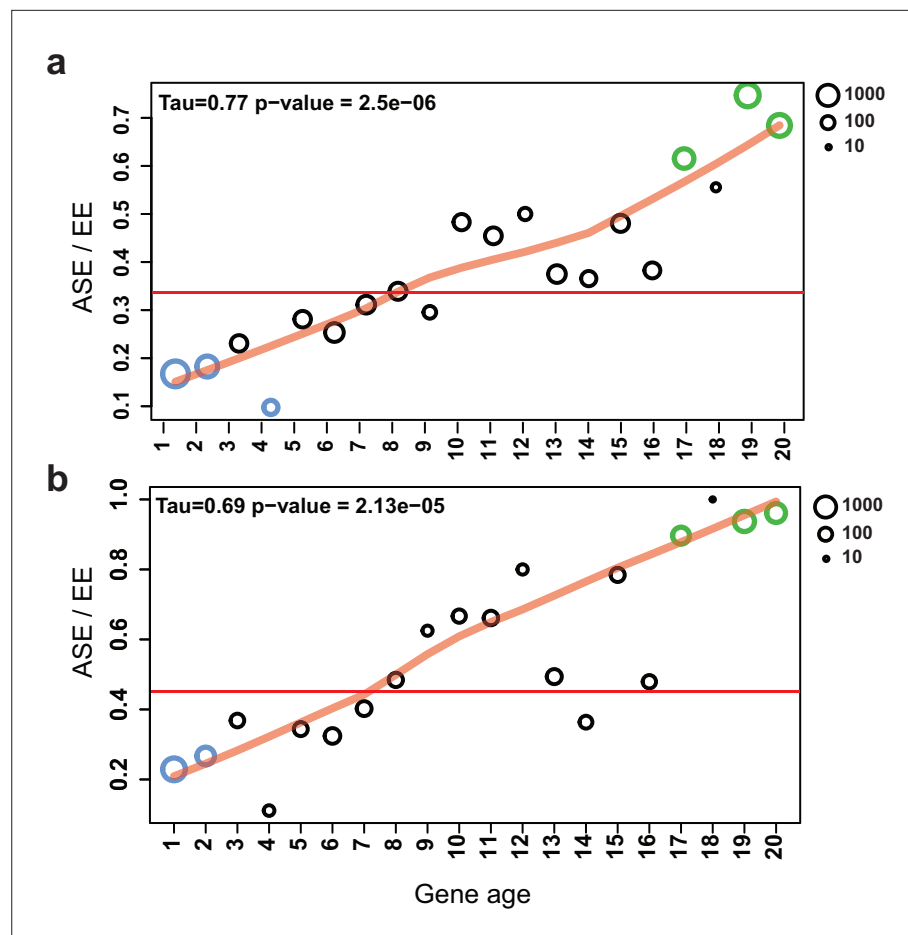 a
Tau=0.77 p−value = 2.5e−06
1000
100
10
ASE / EE
0.1 0.2 0.3 0.4 0.5 0.6 0.7
1 2 3 4 5 6 7 8 9 10 11 12 13 14 15 16 17 18 19 20
b
Tau=0.69 p−value = 2.13e−05
1000
100
10
ASE / EE
0.2 0.4 0.6 0.8 1.0
1 2 3 4 5 6 7 8 9 10 11 12 13 14 15 16 17 18 19 20
Gene age